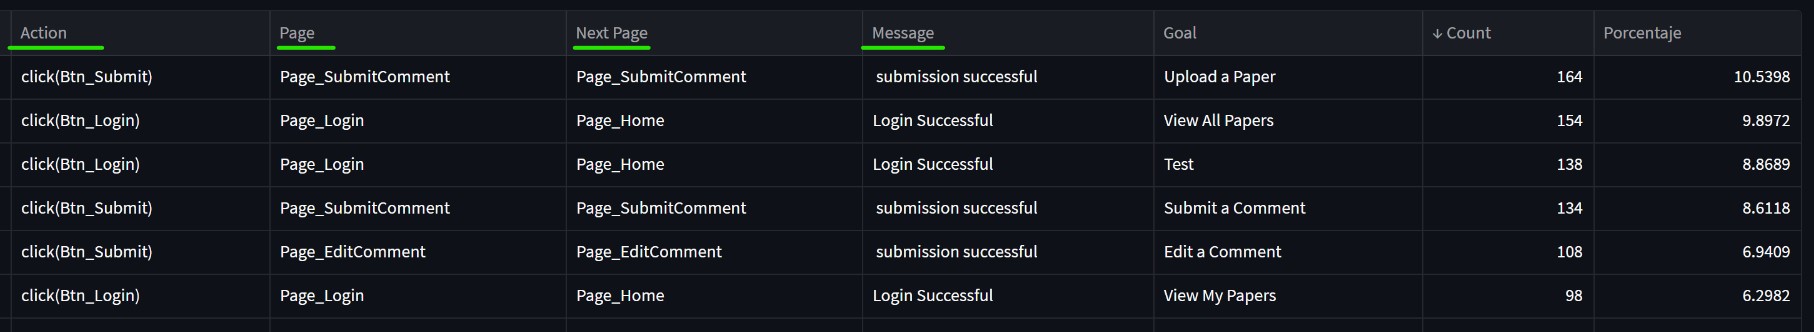 Action Page Next Page Message Goal ↓ Count Porcentaje
click(Btn_Submit) Page_SubmitComment Page_SubmitComment submission successful Upload a Paper 164 10.5398
click(Btn_Login) Page_Login Page_Home Login Successful View All Papers 154 9.8972
click(Btn_Login) Page_Login Page_Home Login Successful Test 138 8.8689
click(Btn_Submit) Page_SubmitComment Page_SubmitComment submission successful Submit a Comment 134 8.6118
click(Btn_Submit) Page_EditComment Page_EditComment submission successful Edit a Comment 108 6.9409
click(Btn_Login) Page_Login Page_Home Login Successful View My Papers 98 6.2982